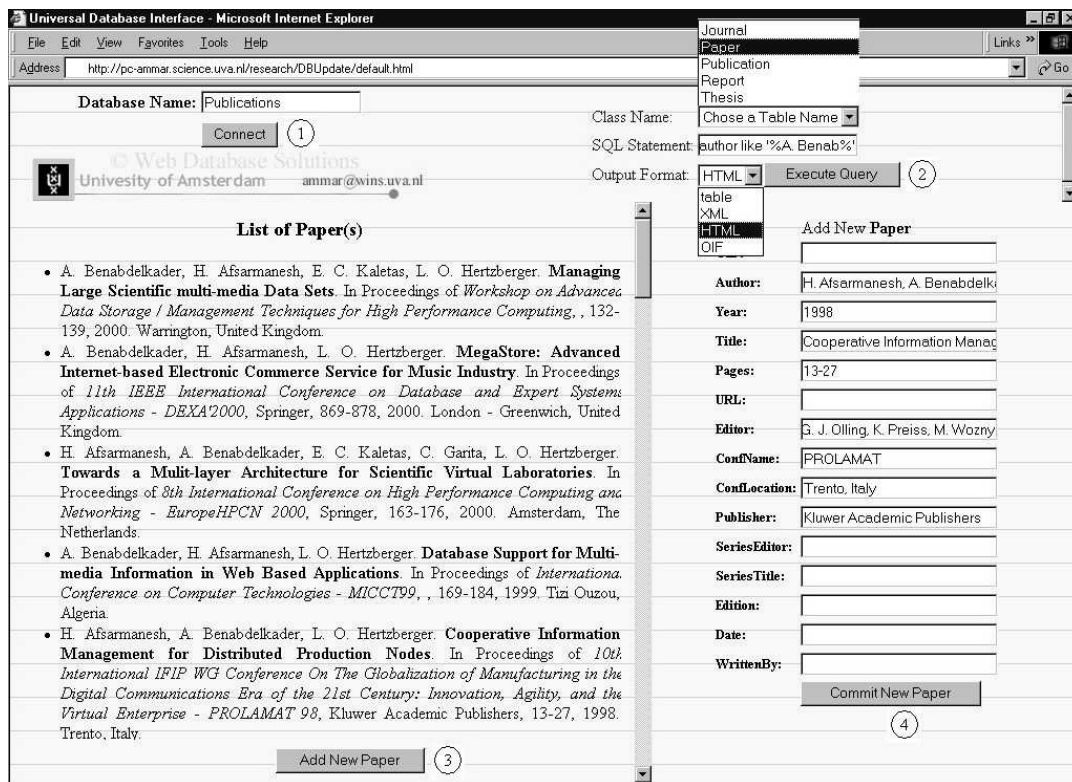 Universal Database Interface - Microsoft Internet Explorer
File Edit View Favorites Tools Help
Links »
Address http://pc-ammar.science.uva.nl/research/DBUpdate/default.html
Go
Database Name: Publications
Connect 1
© Web Database Solutions
Univesity of Amsterdam ammar@wins.uva.nl
Journal
Paper
Publication
Report
Thesis
Class Name: Chose a Table Name
SQL Statement: author like '%A. Benab%'
Output Format: HTML Execute Query 2
table
XML
HTML
OIF
List of Paper(s)
• A. Benabdelkader, H. Afsarmanesh, E. C. Kaletas, L. O. Hertzberger. Managing
Large Scientific multi-media Data Sets. In Proceedings of Workshop on Advanced
Data Storage / Management Techniques for High Performance Computing, , 132-
139, 2000. Warrington, United Kingdom.
• A. Benabdelkader, H. Afsarmanesh, L. O. Hertzberger. MegaStore: Advanced
Internet-based Electronic Commerce Service for Music Industry. In Proceedings
of 11th IEEE International Conference on Database and Expert Systems
Applications - DEXA'2000, Springer, 869-878, 2000. London - Greenwich, United
Kingdom.
• H. Afsarmanesh, A. Benabdelkader, E. C. Kaletas, C. Garita, L. O. Hertzberger.
Towards a Mulit-layer Architecture for Scientific Virtual Laboratories. In
Proceedings of 8th International Conference on High Performance Computing and
Networking - EuropeHPCN 2000, Springer, 163-176, 2000. Amsterdam, The
Netherlands.
• A. Benabdelkader, H. Afsarmanesh, L. O. Hertzberger. Database Support for Multi-
media Information in Web Based Applications. In Proceedings of International
Conference on Computer Technologies - MICCT99, , 169-184, 1999. Tizi Ouzou,
Algeria.
• H. Afsarmanesh, A. Benabdelkader, L. O. Hertzberger. Cooperative Information
Management for Distributed Production Nodes. In Proceedings of 10th
International IFIP WG Conference On The Globalization of Manufacturing in the
Digital Communications Era of the 21st Century: Innovation, Agility, and the
Virtual Enterprise - PROLAMAT 98, Kluwer Academic Publishers, 13-27, 1998.
Trento, Italy.
Add New Paper 3
Add New Paper
Author: H. Afsarmanesh, A. Benabdelk
Year: 1998
Title: Cooperative Information Manag
Pages: 13-27
URL:
Editor: G. J. Olling, K. Preiss, M. Wozny
ConfName: PROLAMAT
ConfLocation: Trento, Italy
Publisher: Kluwer Academic Publishers
SeriesEditor:
SeriesTitle:
Edition:
Date:
WrittenBy:
Commit New Paper
4